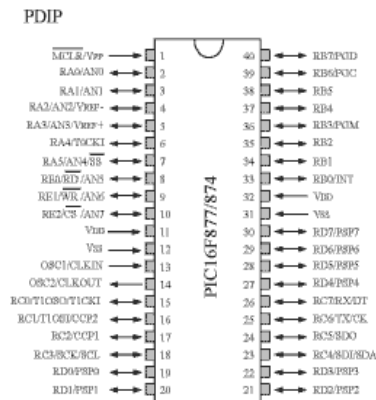 PDIP
MCLR/VPP 1
RA0/AN0 2
RA1/AN1 3
RA2/AN2/VREF- 4
RA3/AN3/VREF+ 5
RA4/T0CKI 6
RA5/AN4/SS 7
RE0/RD/AN5 8
RE1/WR/AN6 9
RE2/CS/AN7 10
VDD 11
VSS 12
OSC1/CLKIN 13
OSC2/CLKOUT 14
RC0/T1OSO/T1CKI 15
RC1/T1OSI/CCP2 16
RC2/CCP1 17
RC3/SCK/SCL 18
RD0/PSP0 19
RD1/PSP1 20
PIC16F877/874
40 RB7/PGD
39 RB6/PGC
38 RB5
37 RB4
36 RB3/PGM
35 RB2
34 RB1
33 RB0/INT
32 VDD
31 VSS
30 RD7/PSP7
29 RD6/PSP6
28 RD5/PSP5
27 RD4/PSP4
26 RC7/RX/DT
25 RC6/TX/CK
24 RC5/SDO
23 RC4/SDI/SDA
22 RD3/PSP3
21 RD2/PSP2